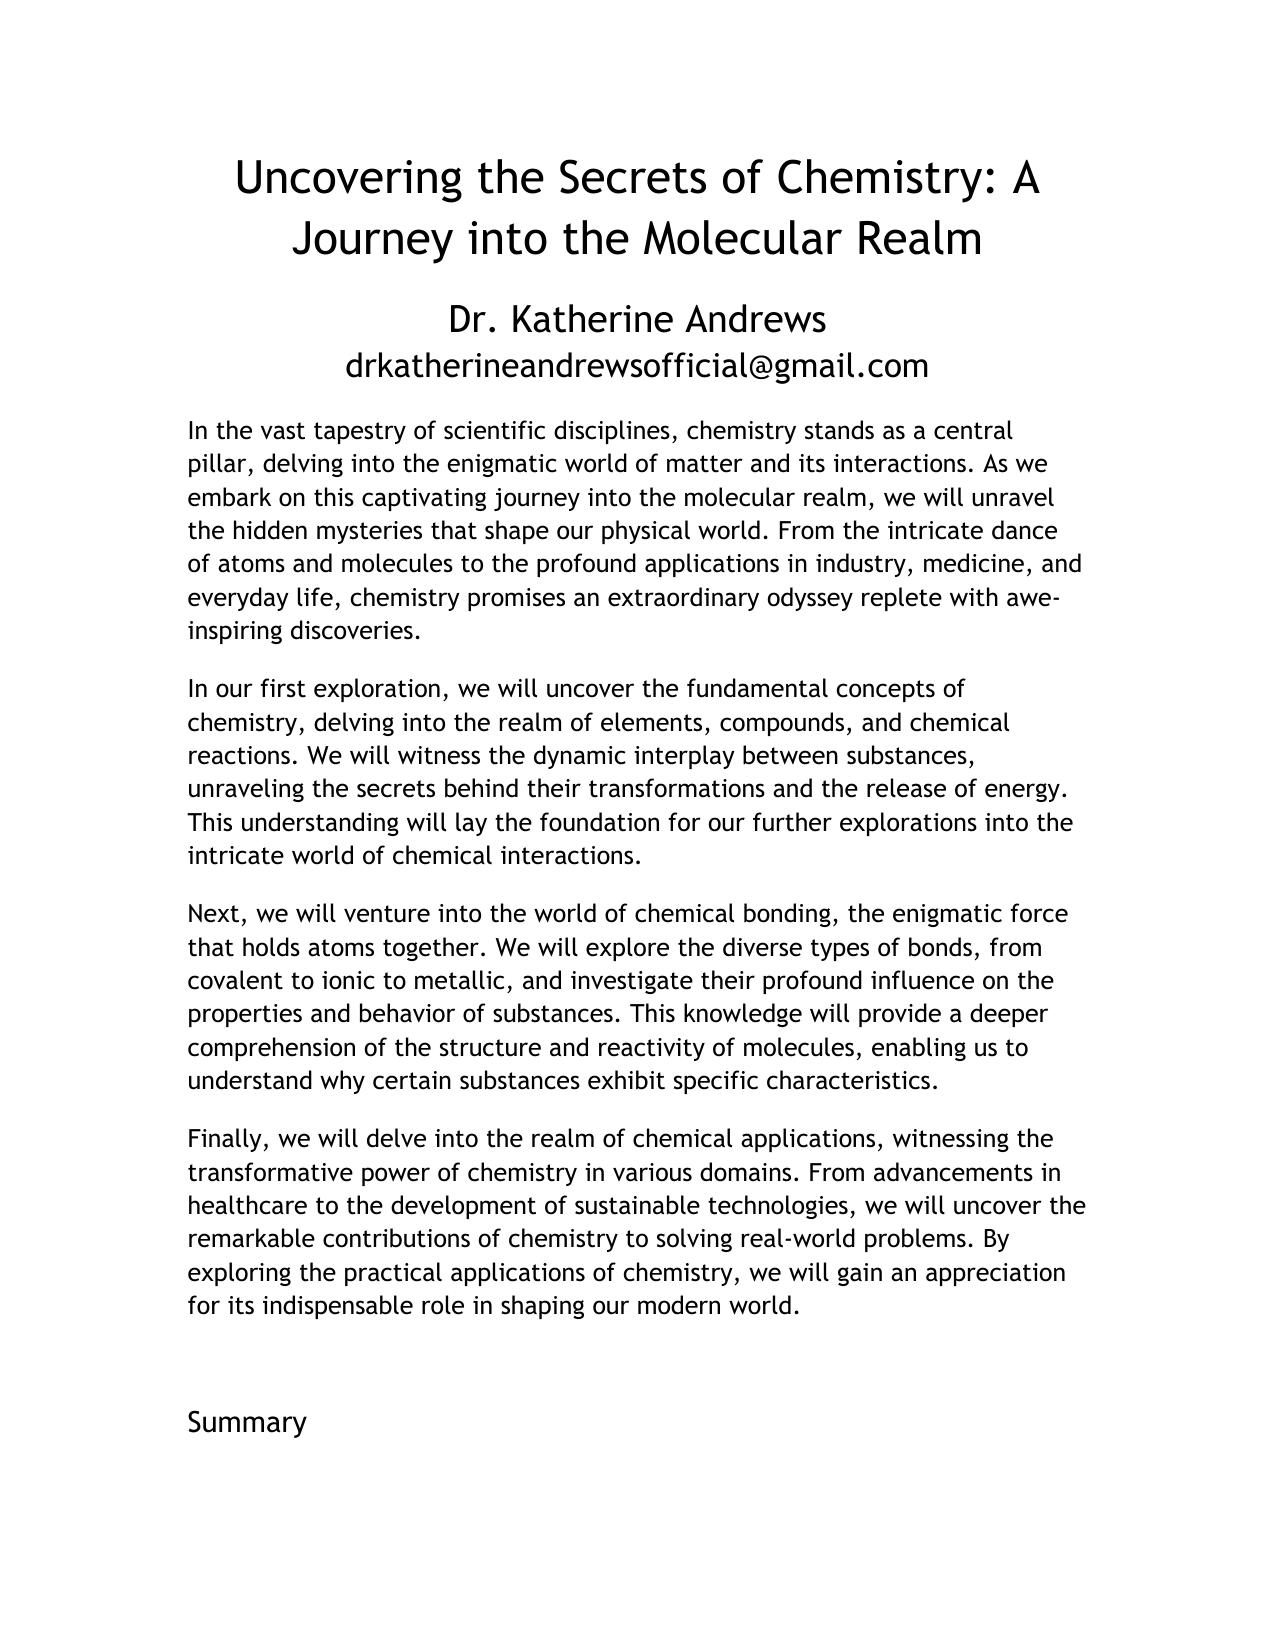 Uncovering the Secrets of Chemistry: A
Journey into the Molecular Realm
Dr. Katherine Andrews
drkatherineandrewsofficial@gmail.com
In the vast tapestry of scientific disciplines, chemistry stands as a central
pillar, delving into the enigmatic world of matter and its interactions. As we
embark on this captivating journey into the molecular realm, we will unravel
the hidden mysteries that shape our physical world. From the intricate dance
of atoms and molecules to the profound applications in industry, medicine, and
everyday life, chemistry promises an extraordinary odyssey replete with awe-
inspiring discoveries.
In our first exploration, we will uncover the fundamental concepts of
chemistry, delving into the realm of elements, compounds, and chemical
reactions. We will witness the dynamic interplay between substances,
unraveling the secrets behind their transformations and the release of energy.
This understanding will lay the foundation for our further explorations into the
intricate world of chemical interactions.
Next, we will venture into the world of chemical bonding, the enigmatic force
that holds atoms together. We will explore the diverse types of bonds, from
covalent to ionic to metallic, and investigate their profound influence on the
properties and behavior of substances. This knowledge will provide a deeper
comprehension of the structure and reactivity of molecules, enabling us to
understand why certain substances exhibit specific characteristics.
Finally, we will delve into the realm of chemical applications, witnessing the
transformative power of chemistry in various domains. From advancements in
healthcare to the development of sustainable technologies, we will uncover the
remarkable contributions of chemistry to solving real-world problems. By
exploring the practical applications of chemistry, we will gain an appreciation
for its indispensable role in shaping our modern world.
Summary